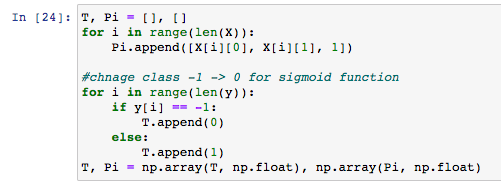 In [24]: T, Pi = [], []
for i in range(len(X)):
    Pi.append([X[i][0], X[i][1], 1])

#chnage class -1 -> 0 for sigmoid function
for i in range(len(y)):
    if y[i] == -1:
        T.append(0)
    else:
        T.append(1)
T, Pi = np.array(T, np.float), np.array(Pi, np.float)